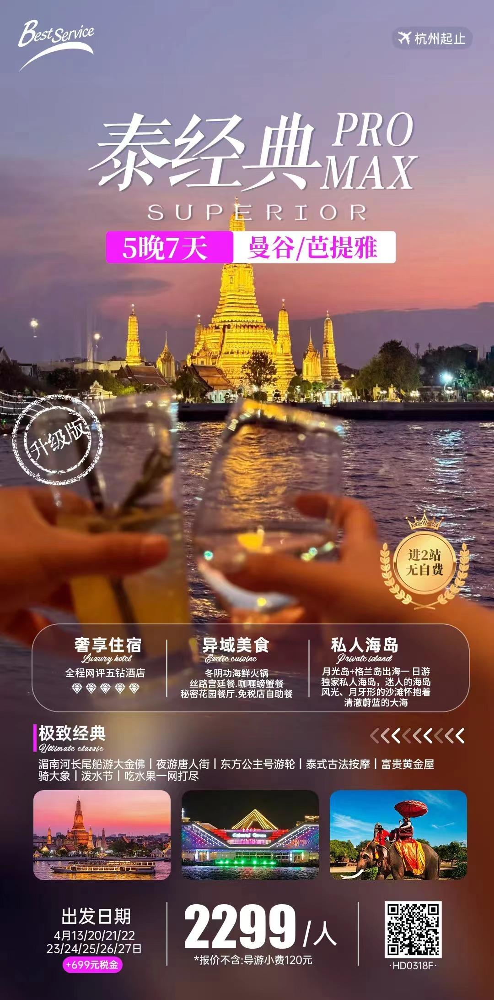 Best Service
杭州起止
泰经典 PRO
MAX
SUPERIOR
5晚7天 曼谷/芭提雅
升级版
进2站
无自费
奢享住宿
Luxury hotel
全程网评五钻酒店
异域美食
Exotic cuisine
冬阴功海鲜火锅
丝路宫廷餐.咖喱螃蟹餐
秘密花园餐厅.免税店自助餐
私人海岛
Private island
月光岛+格兰岛出海一 日游
独家私人海岛，迷人的海岛
风光、月牙形的沙滩怀抱着
清澈蔚蓝的大海
极致经典
Ultimate classic
湄南河长尾船游大金佛丨夜游唐人街丨东方公主号游轮丨泰式古法按摩丨富贵黄金屋
骑大象丨泼水节丨吃水果一网打尽
东方公主
Oriental Queen
CARNIVAL
出发日期
4月13/20/21/22
23/24/25/26/27日
+699元税金
2299/人
*报价不含:导游小费120元
·HD0318F·